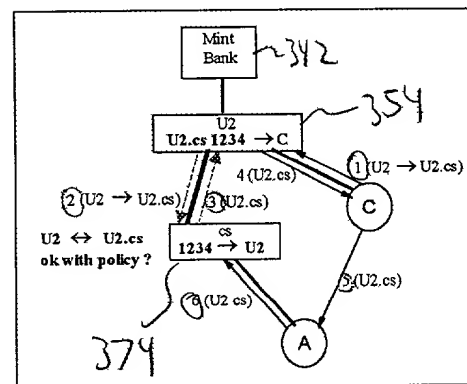 Mint
Bank
342
354
U2
U2.cs 1234 → C
1 (U2 → U2.cs)
4 (U2.cs)
2 (U2 → U2.cs)
3 (U2.cs)
C
U2 ↔ U2.cs
ok with policy ?
cs
1234 → U2
5 (U2.cs)
6 (U2.cs)
374
A